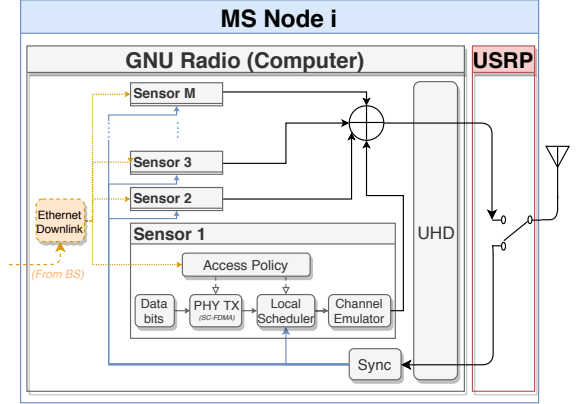 MS Node i
GNU Radio (Computer)
USRP
Sensor M
Sensor 3
Sensor 2
Ethernet
Downlink
(From BS)
Sensor 1
Access Policy
Data
bits
PHY TX
(SC-FDMA)
Local
Scheduler
Channel
Emulator
UHD
Sync